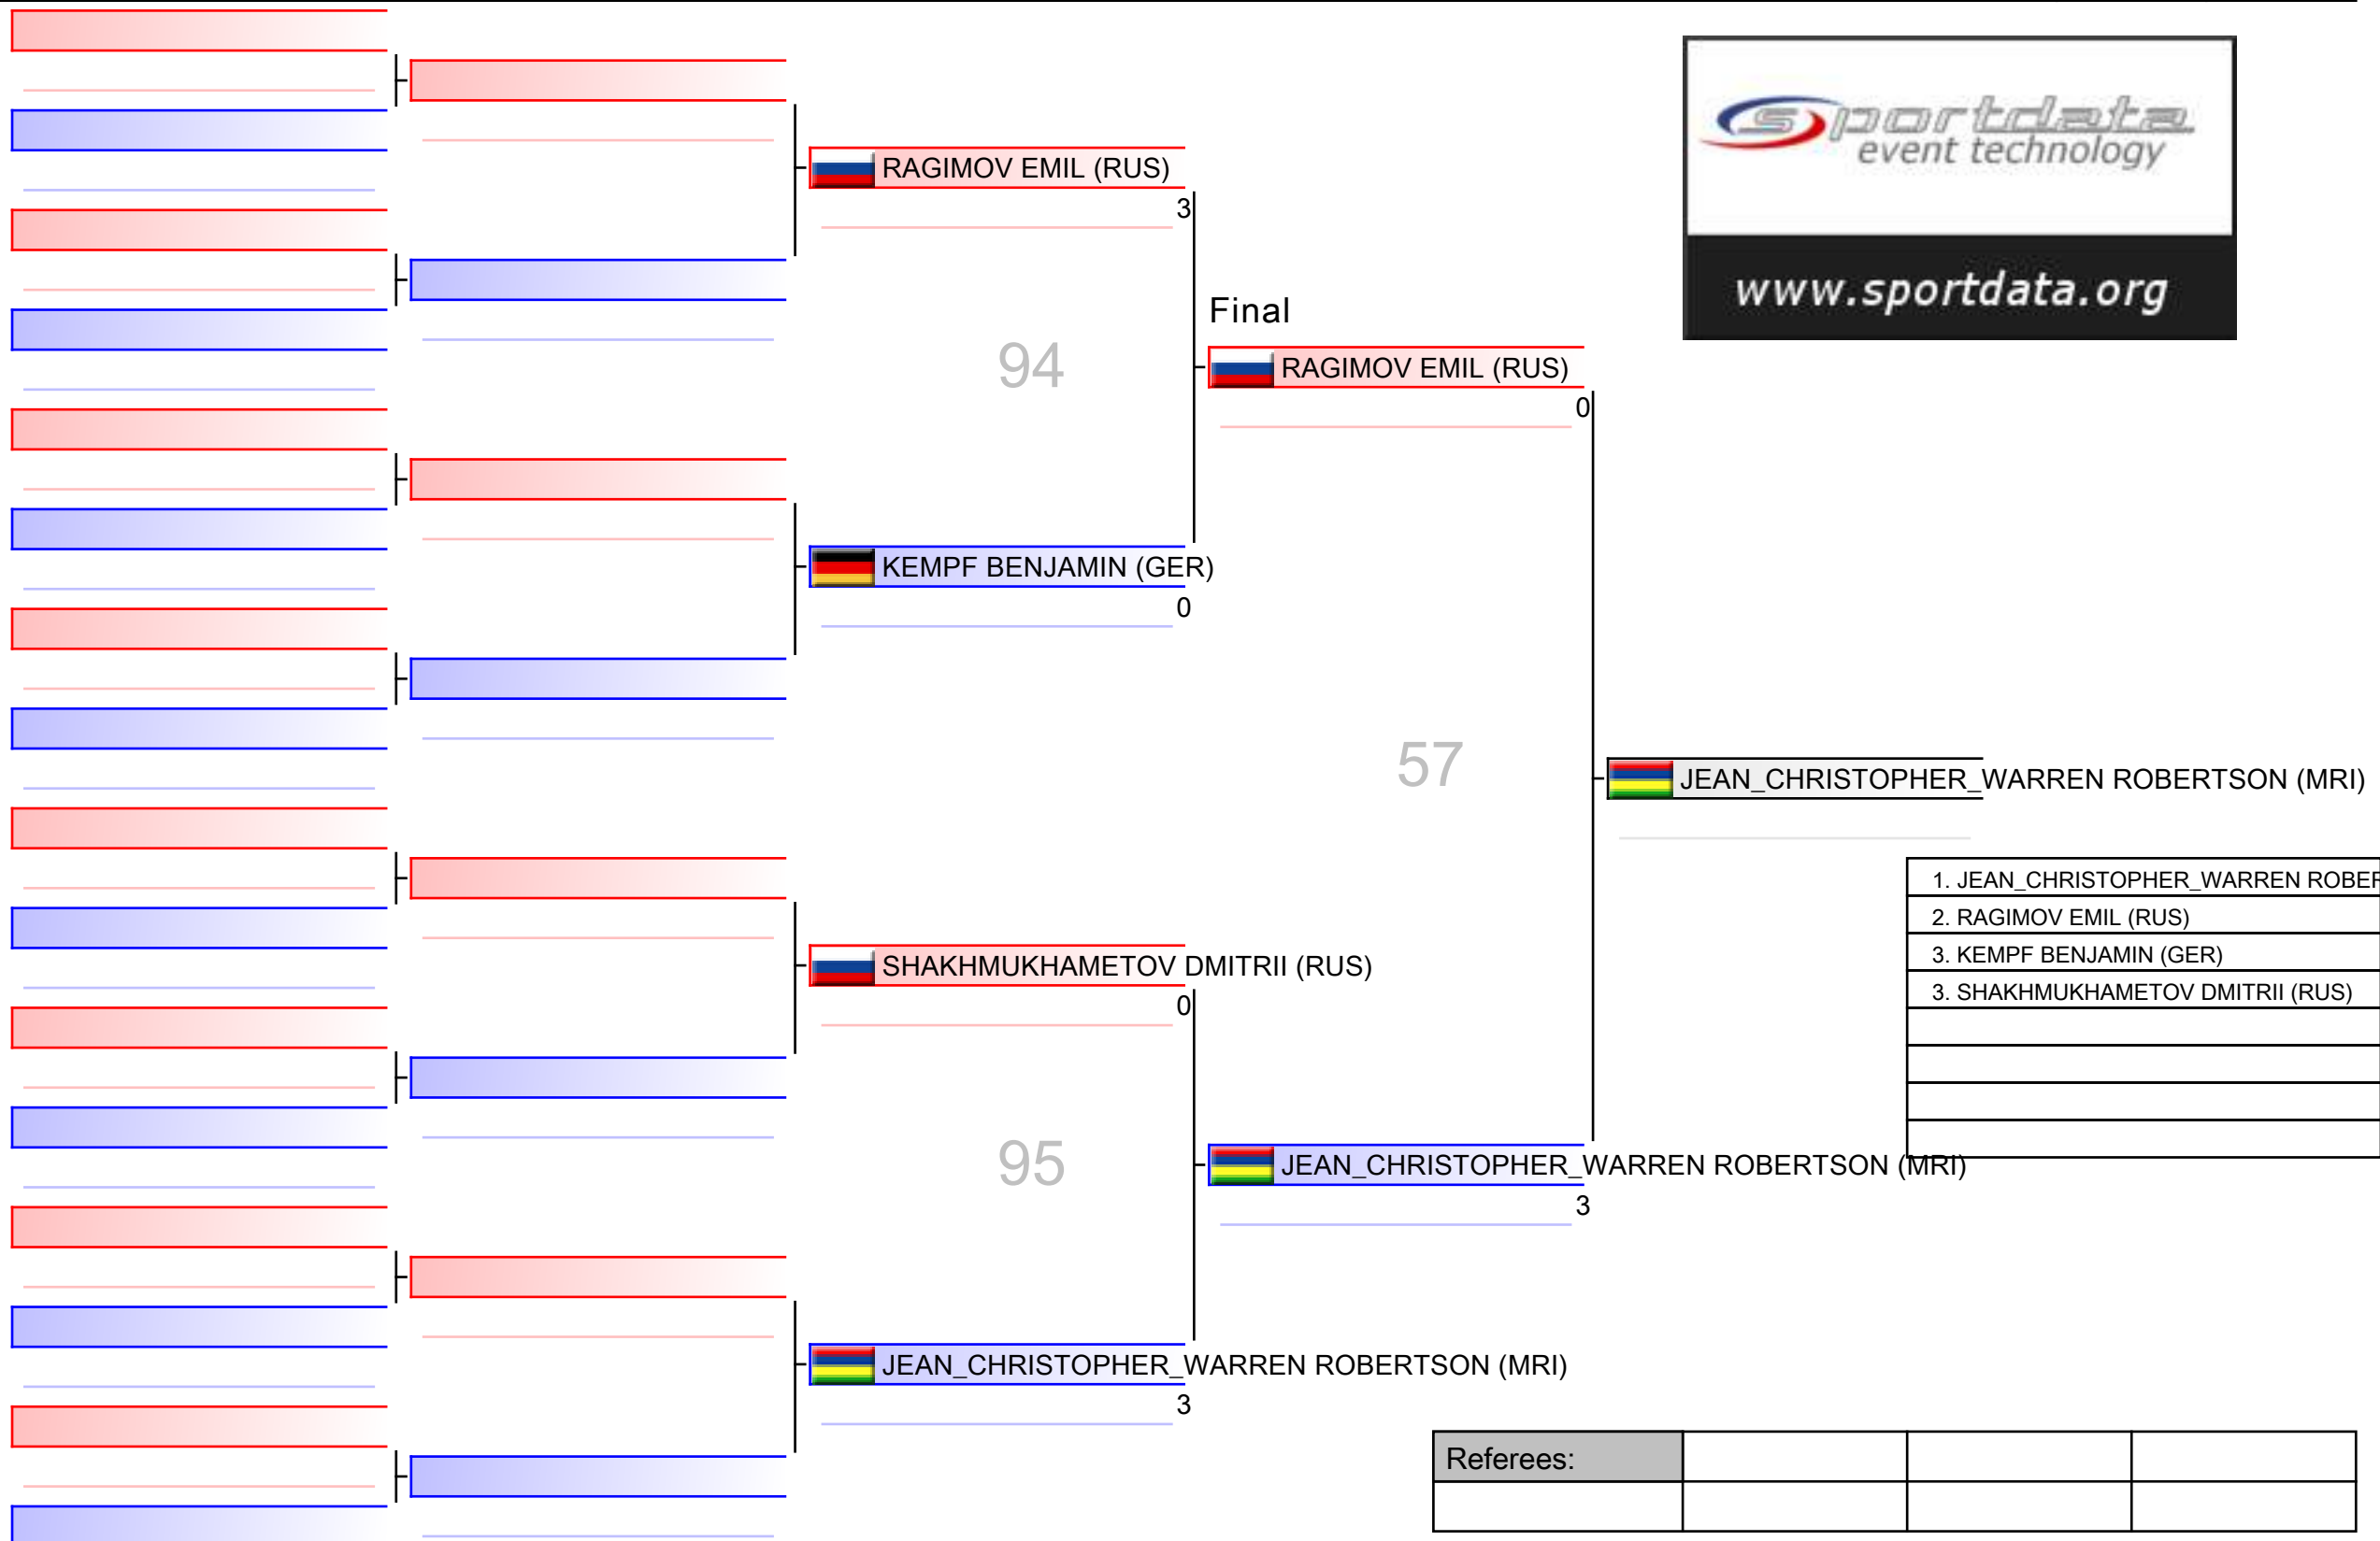 sportdata
event technology
www.sportdata.org
RAGIMOV EMIL (RUS)
3
94
KEMPF BENJAMIN (GER)
0
Final
RAGIMOV EMIL (RUS)
0
57
JEAN_CHRISTOPHER_WARREN ROBERTSON (MRI)
1. JEAN_CHRISTOPHER_WARREN ROBER
2. RAGIMOV EMIL (RUS)
3. KEMPF BENJAMIN (GER)
3. SHAKHMUKHAMETOV DMITRII (RUS)
SHAKHMUKHAMETOV DMITRII (RUS)
0
95
JEAN_CHRISTOPHER_WARREN ROBERTSON (MRI)
3
JEAN_CHRISTOPHER_WARREN ROBERTSON (MRI)
3
Referees: